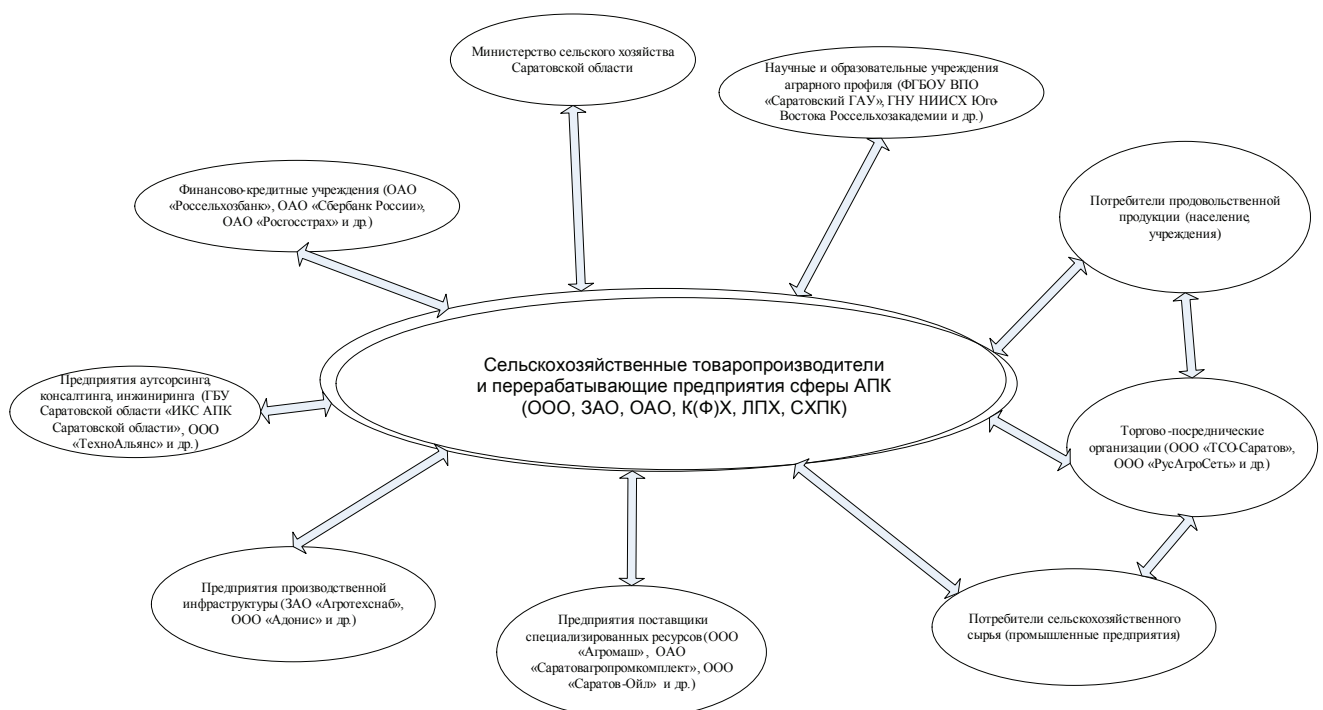 Министерство сельского хозяйства
Саратовской области
Научные и образовательные учреждения
аграрного профиля (ФГБОУ ВПО
«Саратовский ГАУ», ГНУ НИИСХ Юго-
Востока Россельхозакадемии и др.)
Финансово-кредитные учреждения (ОАО
«Россельхозбанк», ОАО «Сбербанк России»,
ОАО «Росгосстрах» и др.)
Потребители продовольственной
продукции (население,
учреждения)
Сельскохозяйственные товаропроизводители
и перерабатывающие предприятия сферы АПК
(ООО, ЗАО, ОАО, К(Ф)Х, ЛПХ, СХПК)
Предприятия аутсорсинга,
консалтинга, инжиниринга (ГБУ
Саратовской области «ИКС АПК
Саратовской области», ООО
«ТехноАльянс» и др.)
Торгово-посреднические
организации (ООО «ТСО-Саратов»,
ООО «РусАгроСеть» и др.)
Предприятия производственной
инфраструктуры (ЗАО «Агротехснаб»,
ООО «Адонис» и др.)
Предприятия поставщики
специализированных ресурсов (ООО
«Агромаш», ОАО
«Саратовагропромкомплект», ООО
«Саратов-Ойл» и др.)
Потребители сельскохозяйственного
сырья (промышленные предприятия)